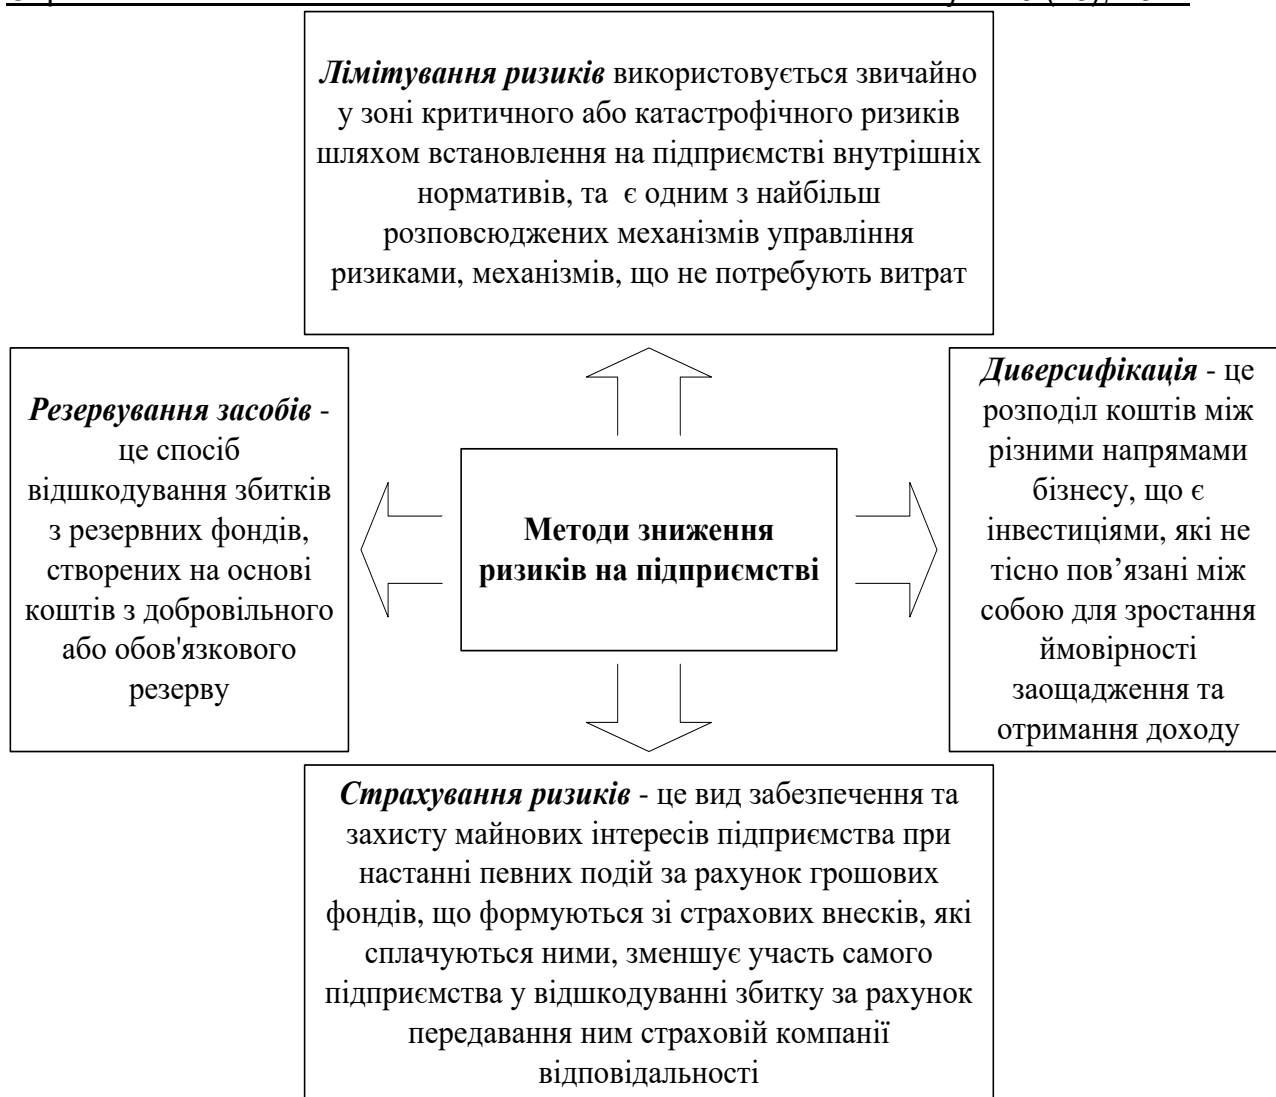 Лімітування ризиків використовується звичайно
у зоні критичного або катастрофічного ризиків
шляхом встановлення на підприємстві внутрішніх
нормативів, та є одним з найбільш
розповсюджених механізмів управління
ризиками, механізмів, що не потребують витрат
Резервування засобів -
це спосіб
відшкодування збитків
з резервних фондів,
створених на основі
коштів з добровільного
або обов'язкового
резерву
Методи зниження
ризиків на підприємстві
Диверсифікація - це
розподіл коштів між
різними напрямами
бізнесу, що є
інвестиціями, які не
тісно пов’язані між
собою для зростання
ймовірності
заощадження та
отримання доходу
Страхування ризиків - це вид забезпечення та
захисту майнових інтересів підприємства при
настанні певних подій за рахунок грошових
фондів, що формуються зі страхових внесків, які
сплачуються ними, зменшує участь самого
підприємства у відшкодуванні збитку за рахунок
передавання ним страховій компанії
відповідальності